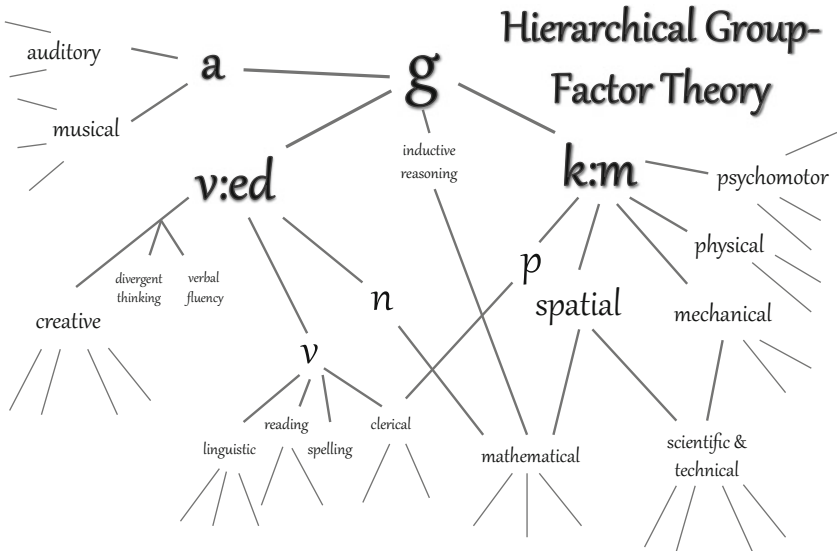 Hierarchical Group-
Factor Theory
auditory
a
g
musical
inductive
reasoning
v:ed
k:m
psychomotor
physical
p
divergent
thinking
verbal
fluency
n
spatial
creative
mechanical
v
reading
clerical
linguistic
spelling
mathematical
scientific &
technical